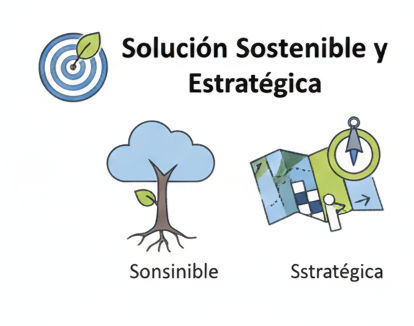 Solución Sostenible y
Estratégica
Sonsinible
Sstratégica